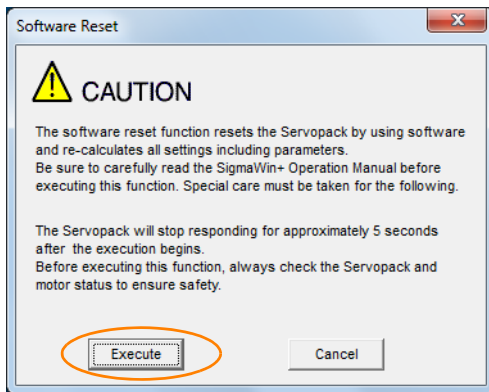 Software Reset
CAUTION
The software reset function resets the Servopack by using software
and re-calculates all settings including parameters.
Be sure to carefully read the SigmaWin+ Operation Manual before
executing this function. Special care must be taken for the following.
The Servopack will stop responding for approximately 5 seconds
after the execution begins.
Before executing this function, always check the Servopack and
motor status to ensure safety.
Execute Cancel